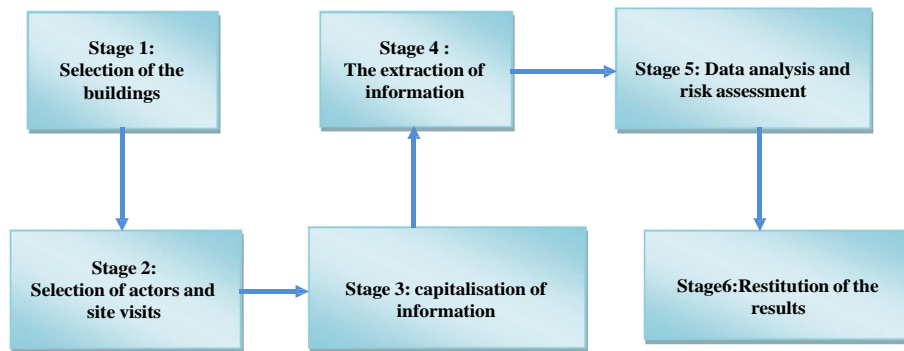 Stage 1:
Selection of the
buildings
Stage 2:
Selection of actors and
site visits
Stage 3: capitalisation of
information
Stage 4 :
The extraction of
information
Stage 5: Data analysis and
risk assessment
Stage6:Restitution of the
results